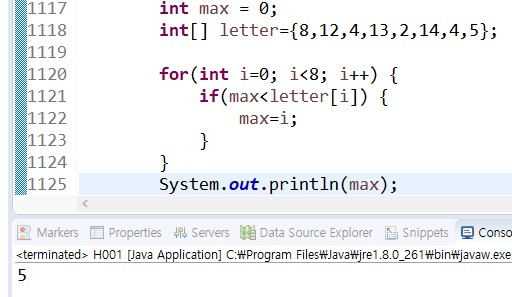 1117 int max = 0;
1118 int[] letter={8,12,4,13,2,14,4,5};
1119
1120 for(int i=0; i<8; i++) {
1121 if(max<letter[i]) {
1122 max=i;
1123 }
1124 }
1125 System.out.println(max);
Markers Properties Servers Data Source Explorer Snippets Conso
<terminated> H001 [Java Application] C:₩Program Files₩Java₩jre1.8.0_261₩bin₩javaw.exe
5